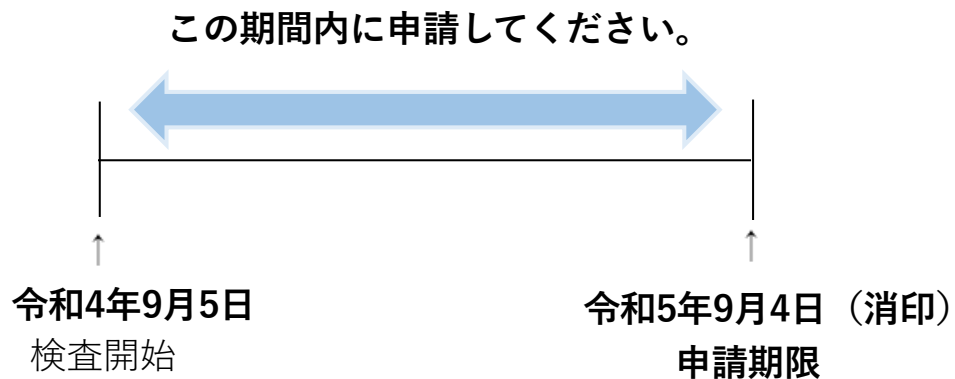 この期間内に申請してください。
令和4年9月5日
検査開始
令和5年9月4日（消印）
申請期限